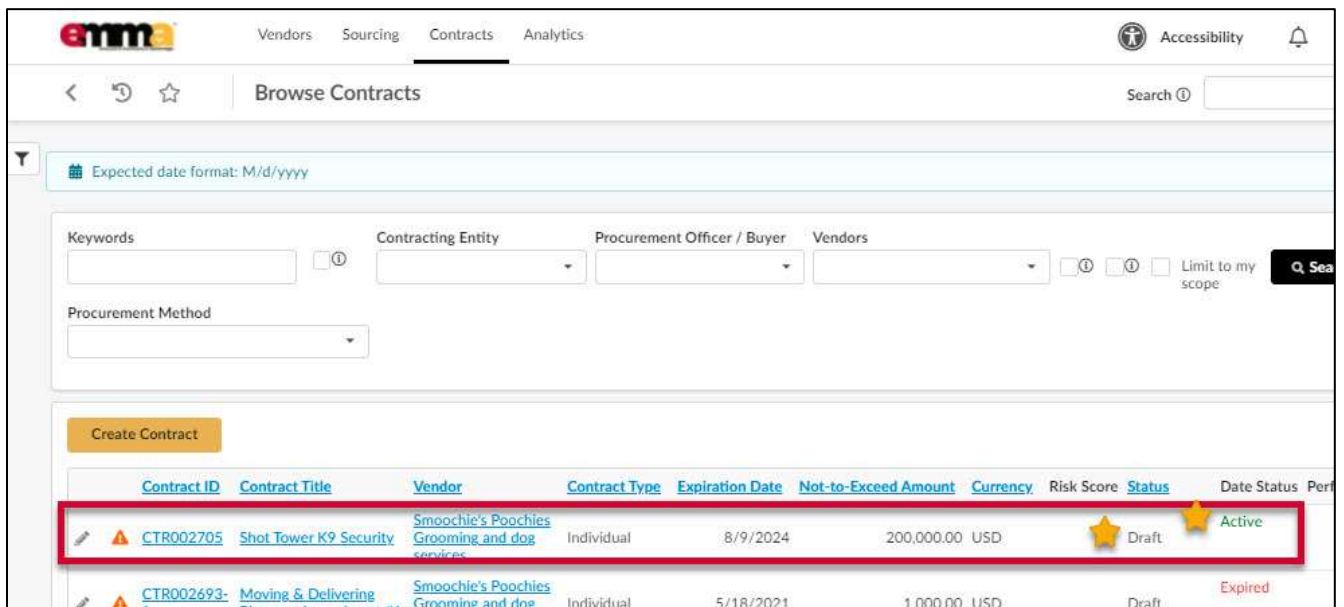 emma
Vendors Sourcing Contracts Analytics Accessibility
Browse Contracts Search
Expected date format: M/d/yyyy
Keywords Contracting Entity Procurement Officer / Buyer Vendors
Limit to my
scope
Sea
Procurement Method
Create Contract
Contract ID Contract Title Vendor Contract Type Expiration Date Not-to-Exceed Amount Currency Risk Score Status Date Status Perf
CTR002705 Shot Tower K9 Security Smoochie's Poochies
Grooming and dog
services Individual 8/9/2024 200,000.00 USD Draft Active
CTR002693- Moving & Delivering Smoochie's Poochies
Grooming and dog Individual 5/18/2021 1,000.00 USD Draft Expired